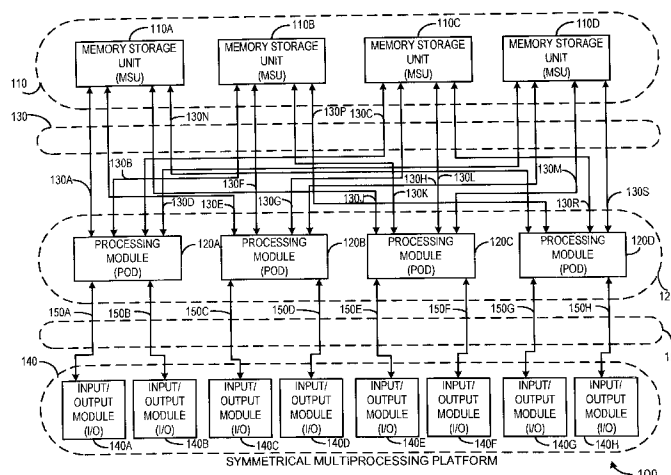 110A
110B
110C
110D
MEMORY STORAGE UNIT (MSU)
MEMORY STORAGE UNIT (MSU)
MEMORY STORAGE UNIT (MSU)
MEMORY STORAGE UNIT (MSU)
110
130
130N
130P
130C
130B
130F
130H
130L
130M
130A
130D
130E
130G
130J
130K
130R
130S
PROCESSING MODULE (POD)
120A
PROCESSING MODULE (POD)
120B
PROCESSING MODULE (POD)
120C
PROCESSING MODULE (POD)
120D
150A
150B
150C
150D
150E
150F
150G
150H
140
INPUT/ OUTPUT MODULE (I/O)
INPUT/ OUTPUT MODULE (I/O)
INPUT/ OUTPUT MODULE (I/O)
INPUT/ OUTPUT MODULE (I/O)
INPUT/ OUTPUT MODULE (I/O)
INPUT/ OUTPUT MODULE (I/O)
INPUT/ OUTPUT MODULE (I/O)
INPUT/ OUTPUT MODULE (I/O)
140A
140B
140C
140D
140E
140F
140G
140H
SYMMETRICAL MULTIPROCESSING PLATFORM